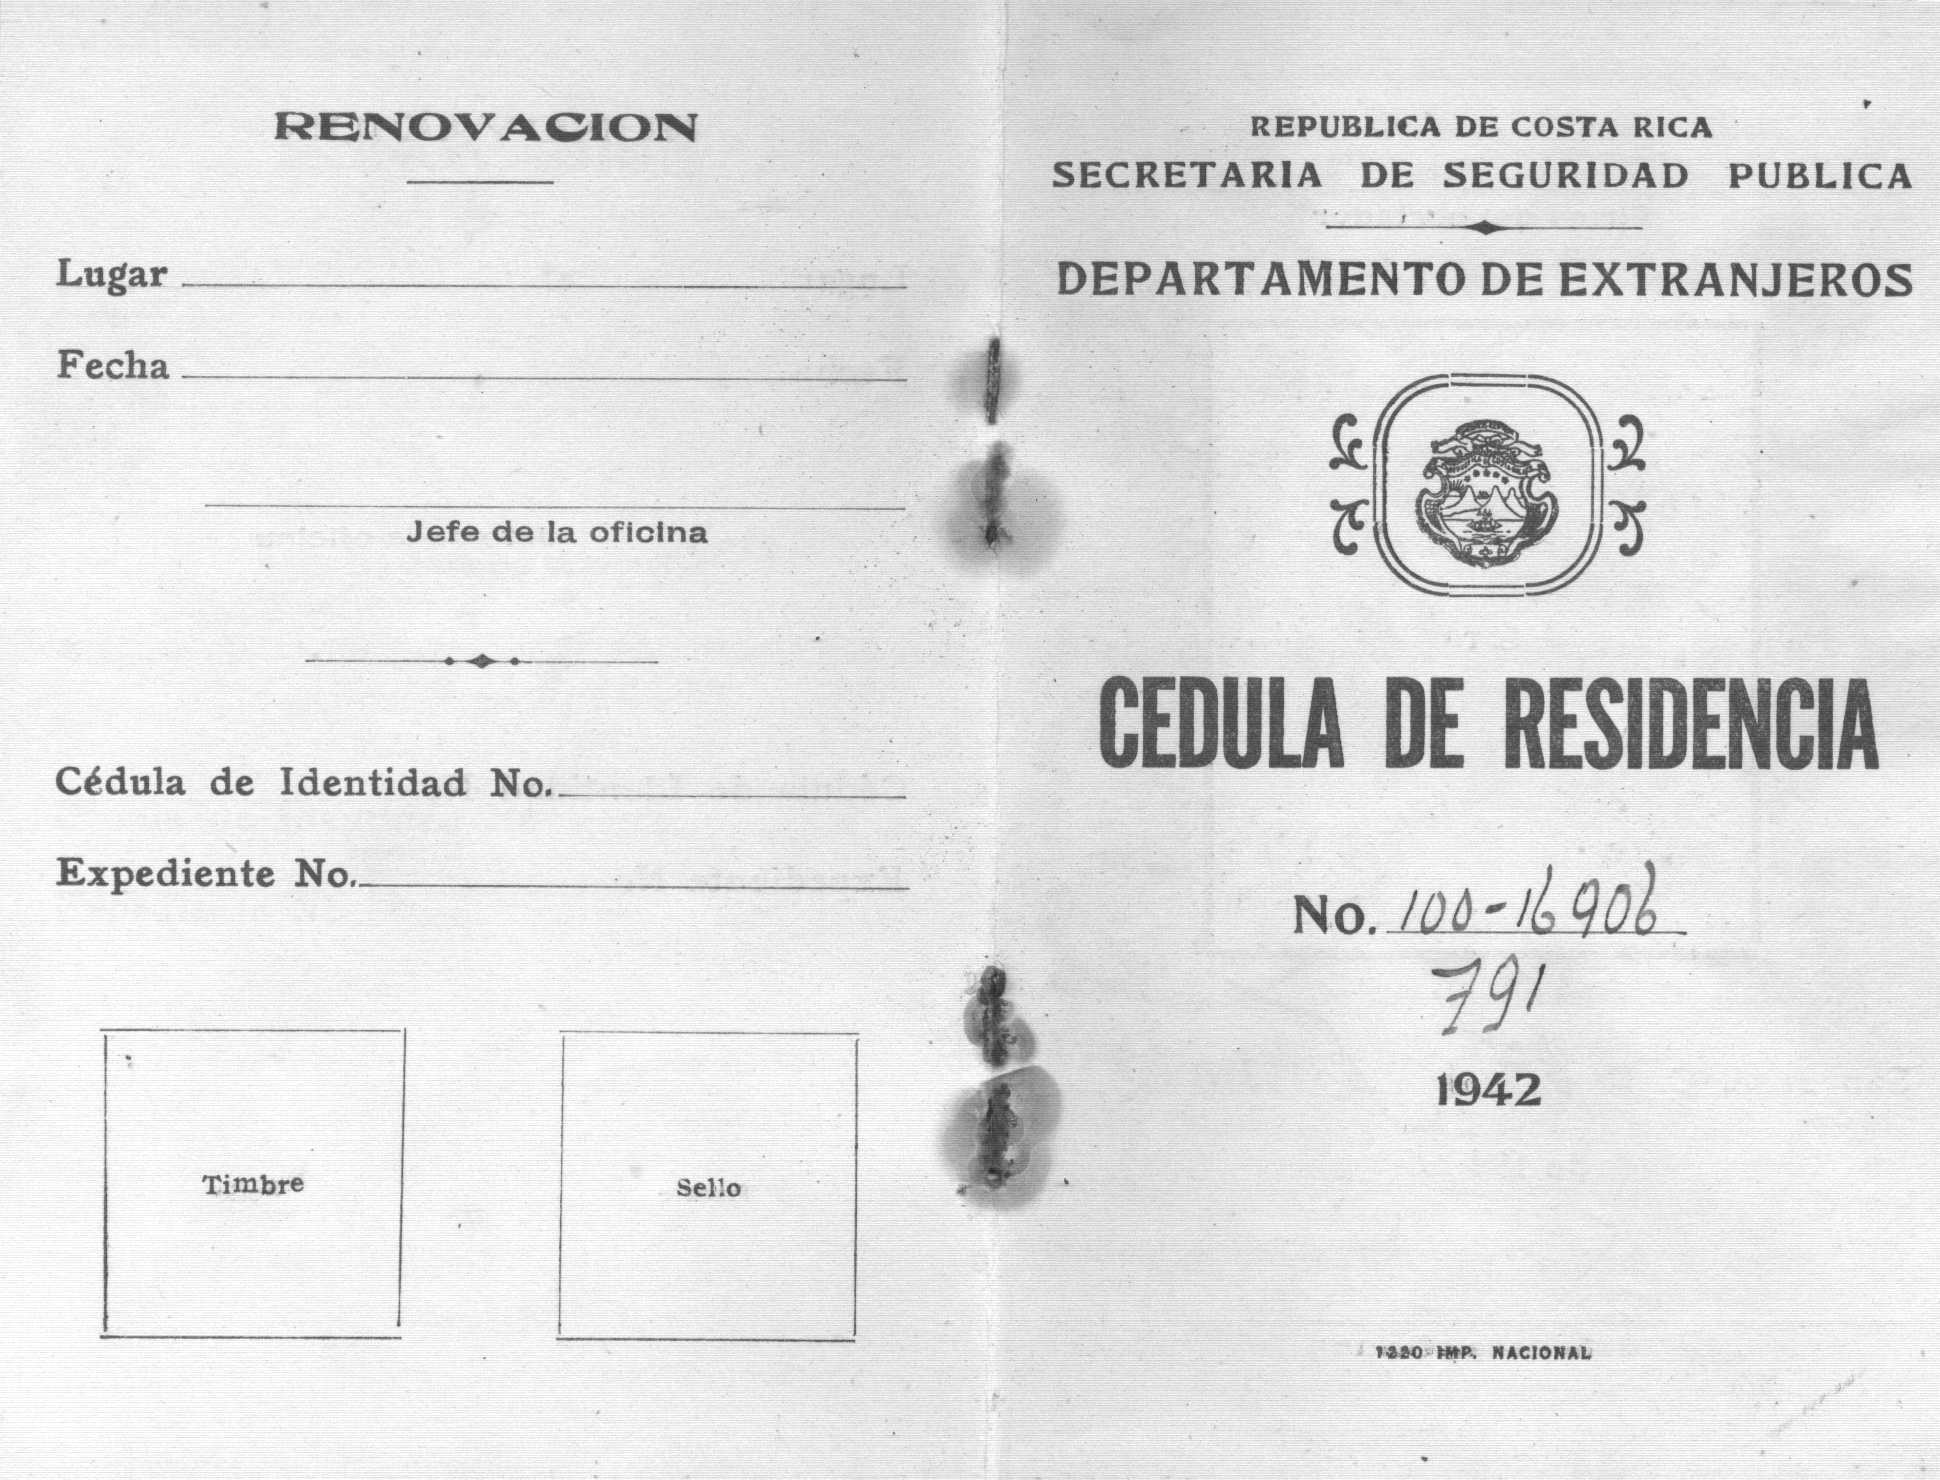 RENOVACION
Lugar
Fecha
Jefe de la oficina
Cédula de Identidad No.
Expediente No.
Timbre
Sello
REPUBLICA DE COSTA RICA
SECRETARIA DE SEGURIDAD PUBLICA
DEPARTAMENTO DE EXTRANJEROS
CEDULA DE RESIDENCIA
No. 100-16906
791
1942
1220 IMP. NACIONAL